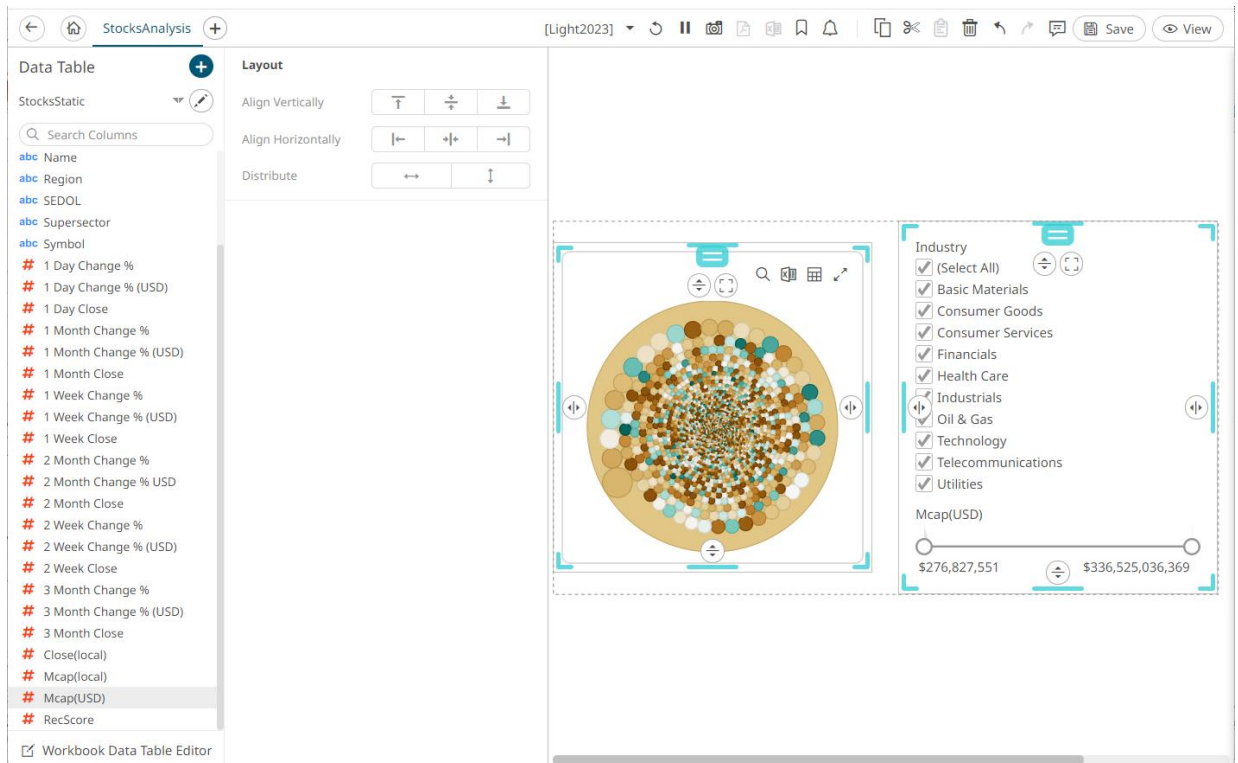 StocksAnalysis
[Light2023]
Save
View
Data Table
StocksStatic
Search Columns
abc Name
abc Region
abc SEDOL
abc Supersector
abc Symbol
# 1 Day Change %
# 1 Day Change % (USD)
# 1 Day Close
# 1 Month Change %
# 1 Month Change % (USD)
# 1 Month Close
# 1 Week Change %
# 1 Week Change % (USD)
# 1 Week Close
# 2 Month Change %
# 2 Month Change % USD
# 2 Month Close
# 2 Week Change %
# 2 Week Change % (USD)
# 2 Week Close
# 3 Month Change %
# 3 Month Change % (USD)
# 3 Month Close
# Close(local)
# Mcap(local)
# Mcap(USD)
# RecScore
Workbook Data Table Editor
Layout
Align Vertically
Align Horizontally
Distribute
Industry
(Select All)
Basic Materials
Consumer Goods
Consumer Services
Financials
Health Care
Industrials
Oil & Gas
Technology
Telecommunications
Utilities
Mcap(USD)
$276,827,551 $336,525,036,369